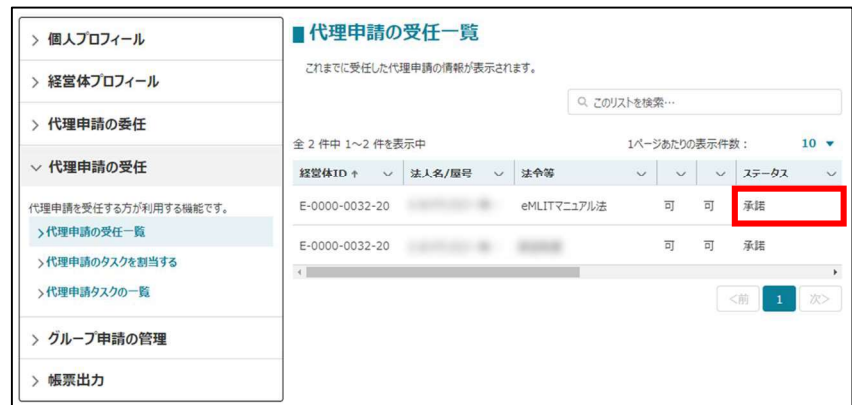 個人プロフィール
経営体プロフィール
代理申請の委任
代理申請の受任
代理申請を受任する方が利用する機能です。
代理申請の受任一覧
代理申請のタスクを割当する
代理申請タスクの一覧
グループ申請の管理
帳票出力
代理申請の受任一覧
これまでに受任した代理申請の情報が表示されます。
このリストを検索…
全 2 件中 1～2 件を表示中 1ページあたりの表示件数： 10
経営体ID ↑ 法人名/屋号 法令等 ステータス
E-0000-0032-20 eMLITマニュアル法 可 可 承諾
E-0000-0032-20 可 可 承諾
<前 1 次>